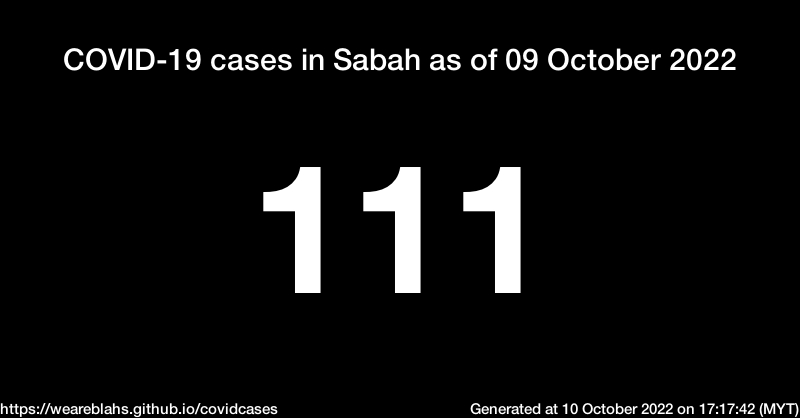 COVID-19 cases in Sabah as of 09 October 2022
111
https://weareblahs.github.io/covidcases
Generated at 10 October 2022 on 17:17:42 (MYT)